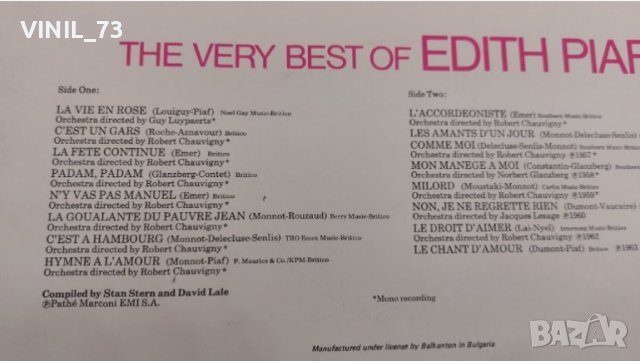 VINIL_73
THE VERY BEST OF EDITH PIAF
Side One:
LA VIE EN ROSE (Louiguy-Piaf) Noel Gay Music-Britico
Orchestra directed by Guy Luypaerts*
C'EST UN GARS (Roche-Aznavour) Britico
Orchestra directed by Robert Chauvigny*
LA FETE CONTINUE (Emer) Britico
Orchestra directed by Robert Chauvigny*
PADAM, PADAM (Glanzberg-Contet) Britico
Orchestra directed by Robert Chauvigny*
N'Y VAS PAS MANUEL (Emer) Britico
Orchestra directed by Robert Chauvigny*
LA GOUALANTE DU PAUVRE JEAN (Monnot-Rouzaud) Berry Music-Britico
Orchestra directed by Robert Chauvigny*
C'EST A HAMBOURG (Monnot-Delecluse-Senlis) TRO Essex Music-Britico
Orchestra directed by Robert Chauvigny*
HYMNE A L'AMOUR (Monnot-Piaf) P. Maurice & Co./KPM-Britico
Orchestra directed by Robert Chauvigny*
Compiled by Stan Stern and David Lale
℗Pathé Marconi EMI S.A.
Side Two:
L'ACCORDEONISTE (Emer) Southern Music-Britico
Orchestra directed by Robert Chauvigny*
LES AMANTS D'UN JOUR (Monnot-Delecluse-Senlis)
COMME MOI (Delecluse-Senlis-Monnot) Southern Music-Britico
Orchestra directed by Robert Chauvigny ℗1957*
MON MANEGE A MOI (Constantin-Glanzberg)
Orchestra directed by Norbert Glanzberg ℗1958*
MILORD (Moustaki-Monnot) Carlin Music-Britico
Orchestra directed by Robert Chauvigny ℗1959*
NON, JE NE REGRETTE RIEN (Dumont-Vaucaire)
Orchestra directed by Jacques Lesage ℗1960
LE DROIT D'AIMER (Lai-Nyel) Intersong Music-Britico
Orchestra directed by Robert Chauvigny ℗1962
LE CHANT D'AMOUR (Dumont-Piaf) Britico ℗1963
*Mono recording
Manufactured under license by Balkanton in Bulgaria
bazar